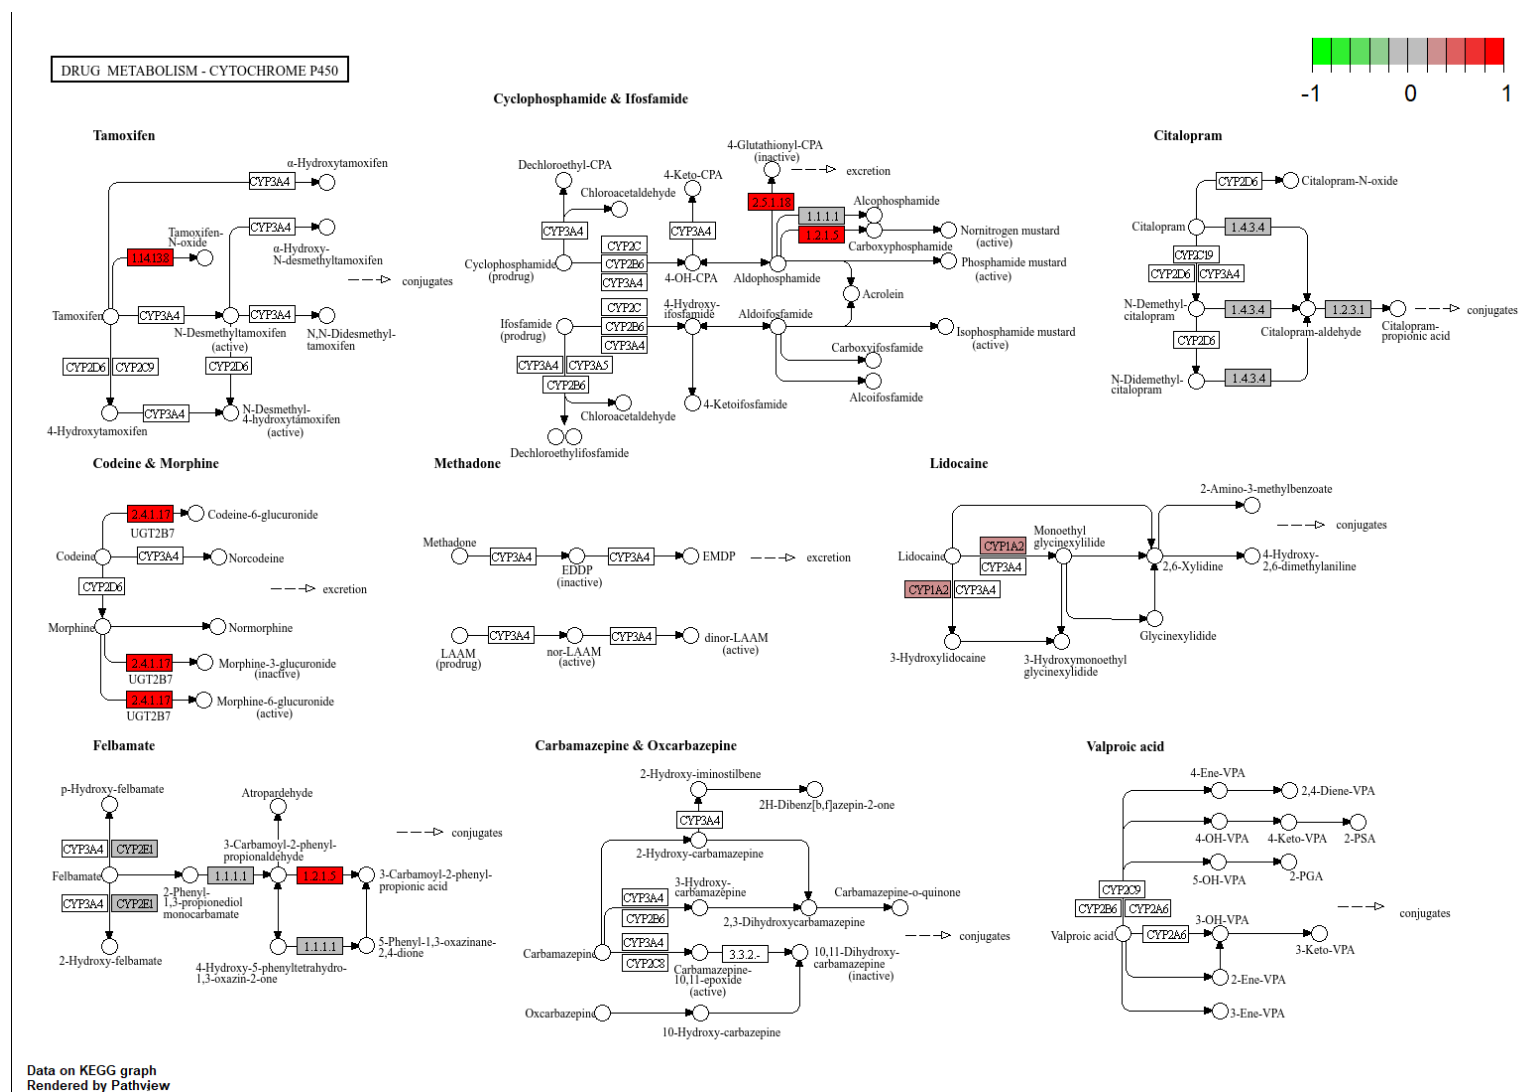 DRUG METABOLISM - CYTOCHROME P450
-1
0
1
Cyclophosphamide & Ifosfamide
Tamoxifen
α-Hydroxytamoxifen
CYP3A4
Tamoxifen-
N-oxide
1.14.13.8
CYP3A4
α-Hydroxy-
N-desmethyltamoxifen
conjugates
Tamoxifen
CYP3A4
CYP3A4
N-Desmethyltamoxifen
(active)
N,N-Didesmethyl-
tamoxifen
CYP2D6
CYP2C9
CYP2D6
CYP3A4
4-Hydroxytamoxifen
N-Desmethyl-
4-hydroxytamoxifen
(active)
4-Glutathionyl-CPA
(inactive)
excretion
Dechloroethyl-CPA
Chloroacetaldehyde
4-Keto-CPA
2.5.1.18
1.1.1.1
Alcophosphamide
CYP3A4
CYP3A4
1.2.1.5
Carboxyphosphamide
Nornitrogen mustard
(active)
CYP2C
CYP2B6
CYP3A4
Cyclophosphamide
(prodrug)
4-OH-CPA
Aldophosphamide
Phosphamide mustard
(active)
Acrolein
CYP2C
CYP2B6
CYP3A4
4-Hydroxy-
ifosfamide
Aldoifosfamide
Ifosfamide
(prodrug)
Isophosphamide mustard
(active)
CYP3A4
CYP3A5
CYP2B6
Carboxyifosfamide
Alcoifosfamide
Chloroacetaldehyde
4-Ketoifosfamide
Dechloroethylifosfamide
Citalopram
CYP2D6
Citalopram-N-oxide
Citalopram
1.4.3.4
CYP2C19
CYP2D6
CYP3A4
N-Demethyl-
citalopram
1.4.3.4
Citalopram-aldehyde
1.2.3.1
Citalopram-
propionic acid
conjugates
CYP2D6
N-Didemethyl-
citalopram
1.4.3.4
Codeine & Morphine
2.4.1.17
UGT2B7
Codeine-6-glucuronide
Codeine
CYP3A4
Norcodeine
CYP2D6
excretion
Morphine
Normorphine
2.4.1.17
UGT2B7
Morphine-3-glucuronide
(inactive)
2.4.1.17
UGT2B7
Morphine-6-glucuronide
(active)
Methadone
Methadone
CYP3A4
EDDP
(inactive)
CYP3A4
EMDP
excretion
LAAM
(prodrug)
CYP3A4
nor-LAAM
(active)
CYP3A4
dinor-LAAM
(active)
Lidocaine
2-Amino-3-methylbenzoate
conjugates
Lidocaine
CYP1A2
CYP3A4
Monoethyl
glycinexylilide
2,6-Xylidine
4-Hydroxy-
2,6-dimethylaniline
CYP1A2
CYP3A4
Glycinexylidide
3-Hydroxylidocaine
3-Hydroxymonoethyl
glycinexylidide
Felbamate
p-Hydroxy-felbamate
Atropardehyde
conjugates
CYP3A4
CYP2E1
3-Carbamoyl-2-phenyl-
propionaldehyde
Felbamate
1.1.1.1
1.2.1.5
3-Carbamoyl-2-phenyl-
propionic acid
CYP3A4
CYP2E1
2-Phenyl-
1,3-propionediol
monocarbamate
1.1.1.1
5-Phenyl-1,3-oxazinane-
2,4-dione
2-Hydroxy-felbamate
4-Hydroxy-5-phenyltetrahydro-
1,3-oxazin-2-one
Carbamazepine & Oxcarbazepine
2-Hydroxy-iminostilbene
2H-Dibenz[b,f]azepin-2-one
CYP3A4
2-Hydroxy-carbamazepine
CYP3A4
CYP2B6
3-Hydroxy-
carbamazepine
2,3-Dihydroxycarbamazepine
Carbamazepine-o-quinone
conjugates
Carbamazepine
CYP3A4
CYP2C8
Carbamazepine-
10,11-epoxide
(active)
3.3.2.-
10,11-Dihydroxy-
carbamazepine
(inactive)
Oxcarbazepine
10-Hydroxy-carbazepine
Valproic acid
4-Ene-VPA
2,4-Diene-VPA
4-OH-VPA
4-Keto-VPA
2-PSA
5-OH-VPA
2-PGA
CYP2C9
CYP2B6
CYP2A6
conjugates
Valproic acid
CYP2A6
3-OH-VPA
3-Keto-VPA
2-Ene-VPA
3-Ene-VPA
Data on KEGG graph
Rendered by Pathview